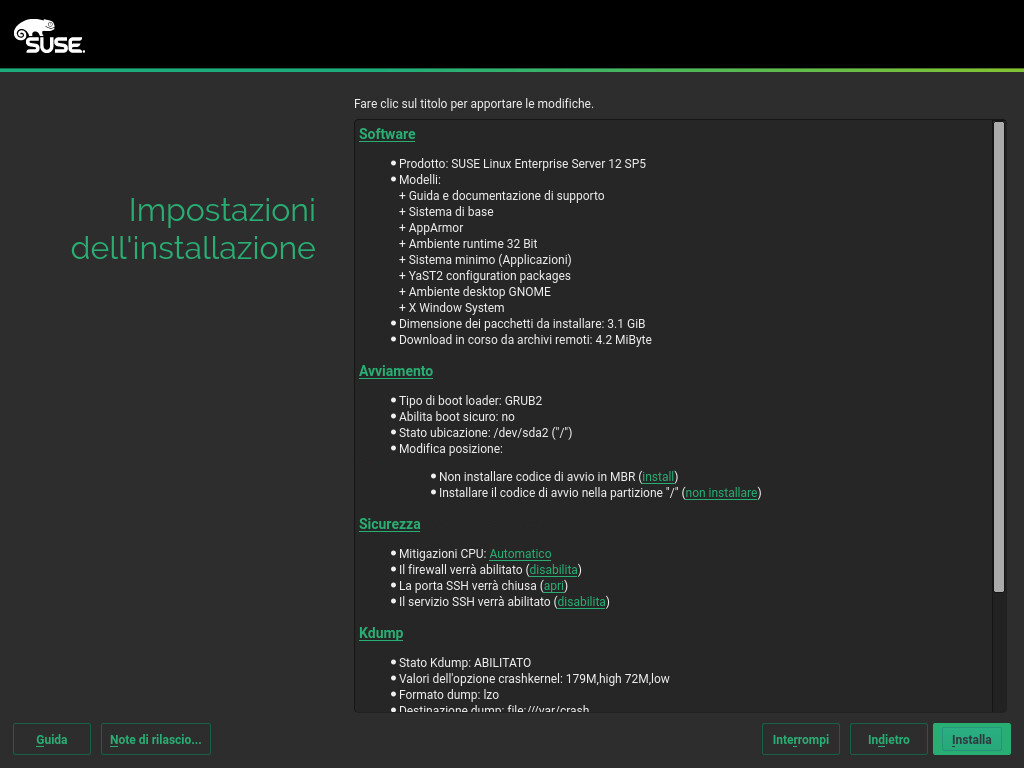 SUSE.
Fare clic sul titolo per apportare le modifiche.
Impostazioni
dell'installazione
Software
Prodotto: SUSE Linux Enterprise Server 12 SP5
Modelli:
+ Guida e documentazione di supporto
+ Sistema di base
+ AppArmor
+ Ambiente runtime 32 Bit
+ Sistema minimo (Applicazioni)
+ YaST2 configuration packages
+ Ambiente desktop GNOME
+ X Window System
Dimensione dei pacchetti da installare: 3.1 GiB
Download in corso da archivi remoti: 4.2 MiByte
Avviamento
Tipo di boot loader: GRUB2
Abilita boot sicuro: no
Stato ubicazione: /dev/sda2 ("/")
Modifica posizione:
Non installare codice di avvio in MBR (install)
Installare il codice di avvio nella partizione "/" (non installare)
Sicurezza
Mitigazioni CPU: Automatico
Il firewall verrà abilitato (disabilita)
La porta SSH verrà chiusa (apri)
Il servizio SSH verrà abilitato (disabilita)
Kdump
Stato Kdump: ABILITATO
Valori dell'opzione crashkernel: 179M,high 72M,low
Formato dump: lzo
Destinazione dump: file:///var/crash
Guida
Note di rilascio...
Interrompi
Indietro
Installa